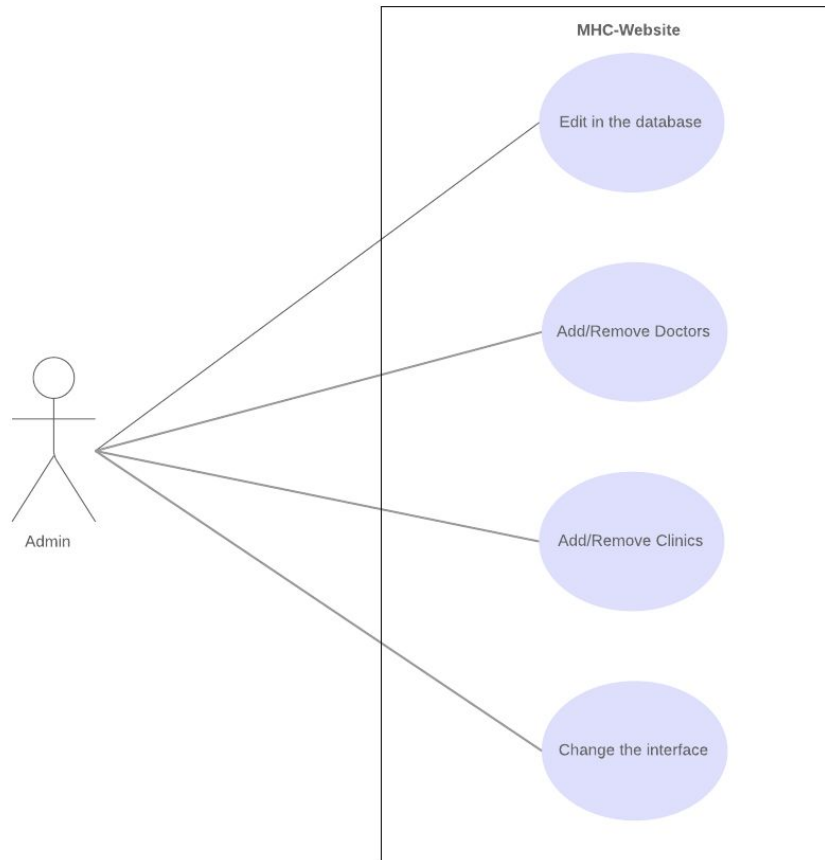 MHC-Website
Edit in the database
Add/Remove Doctors
Add/Remove Clinics
Admin
Change the interface